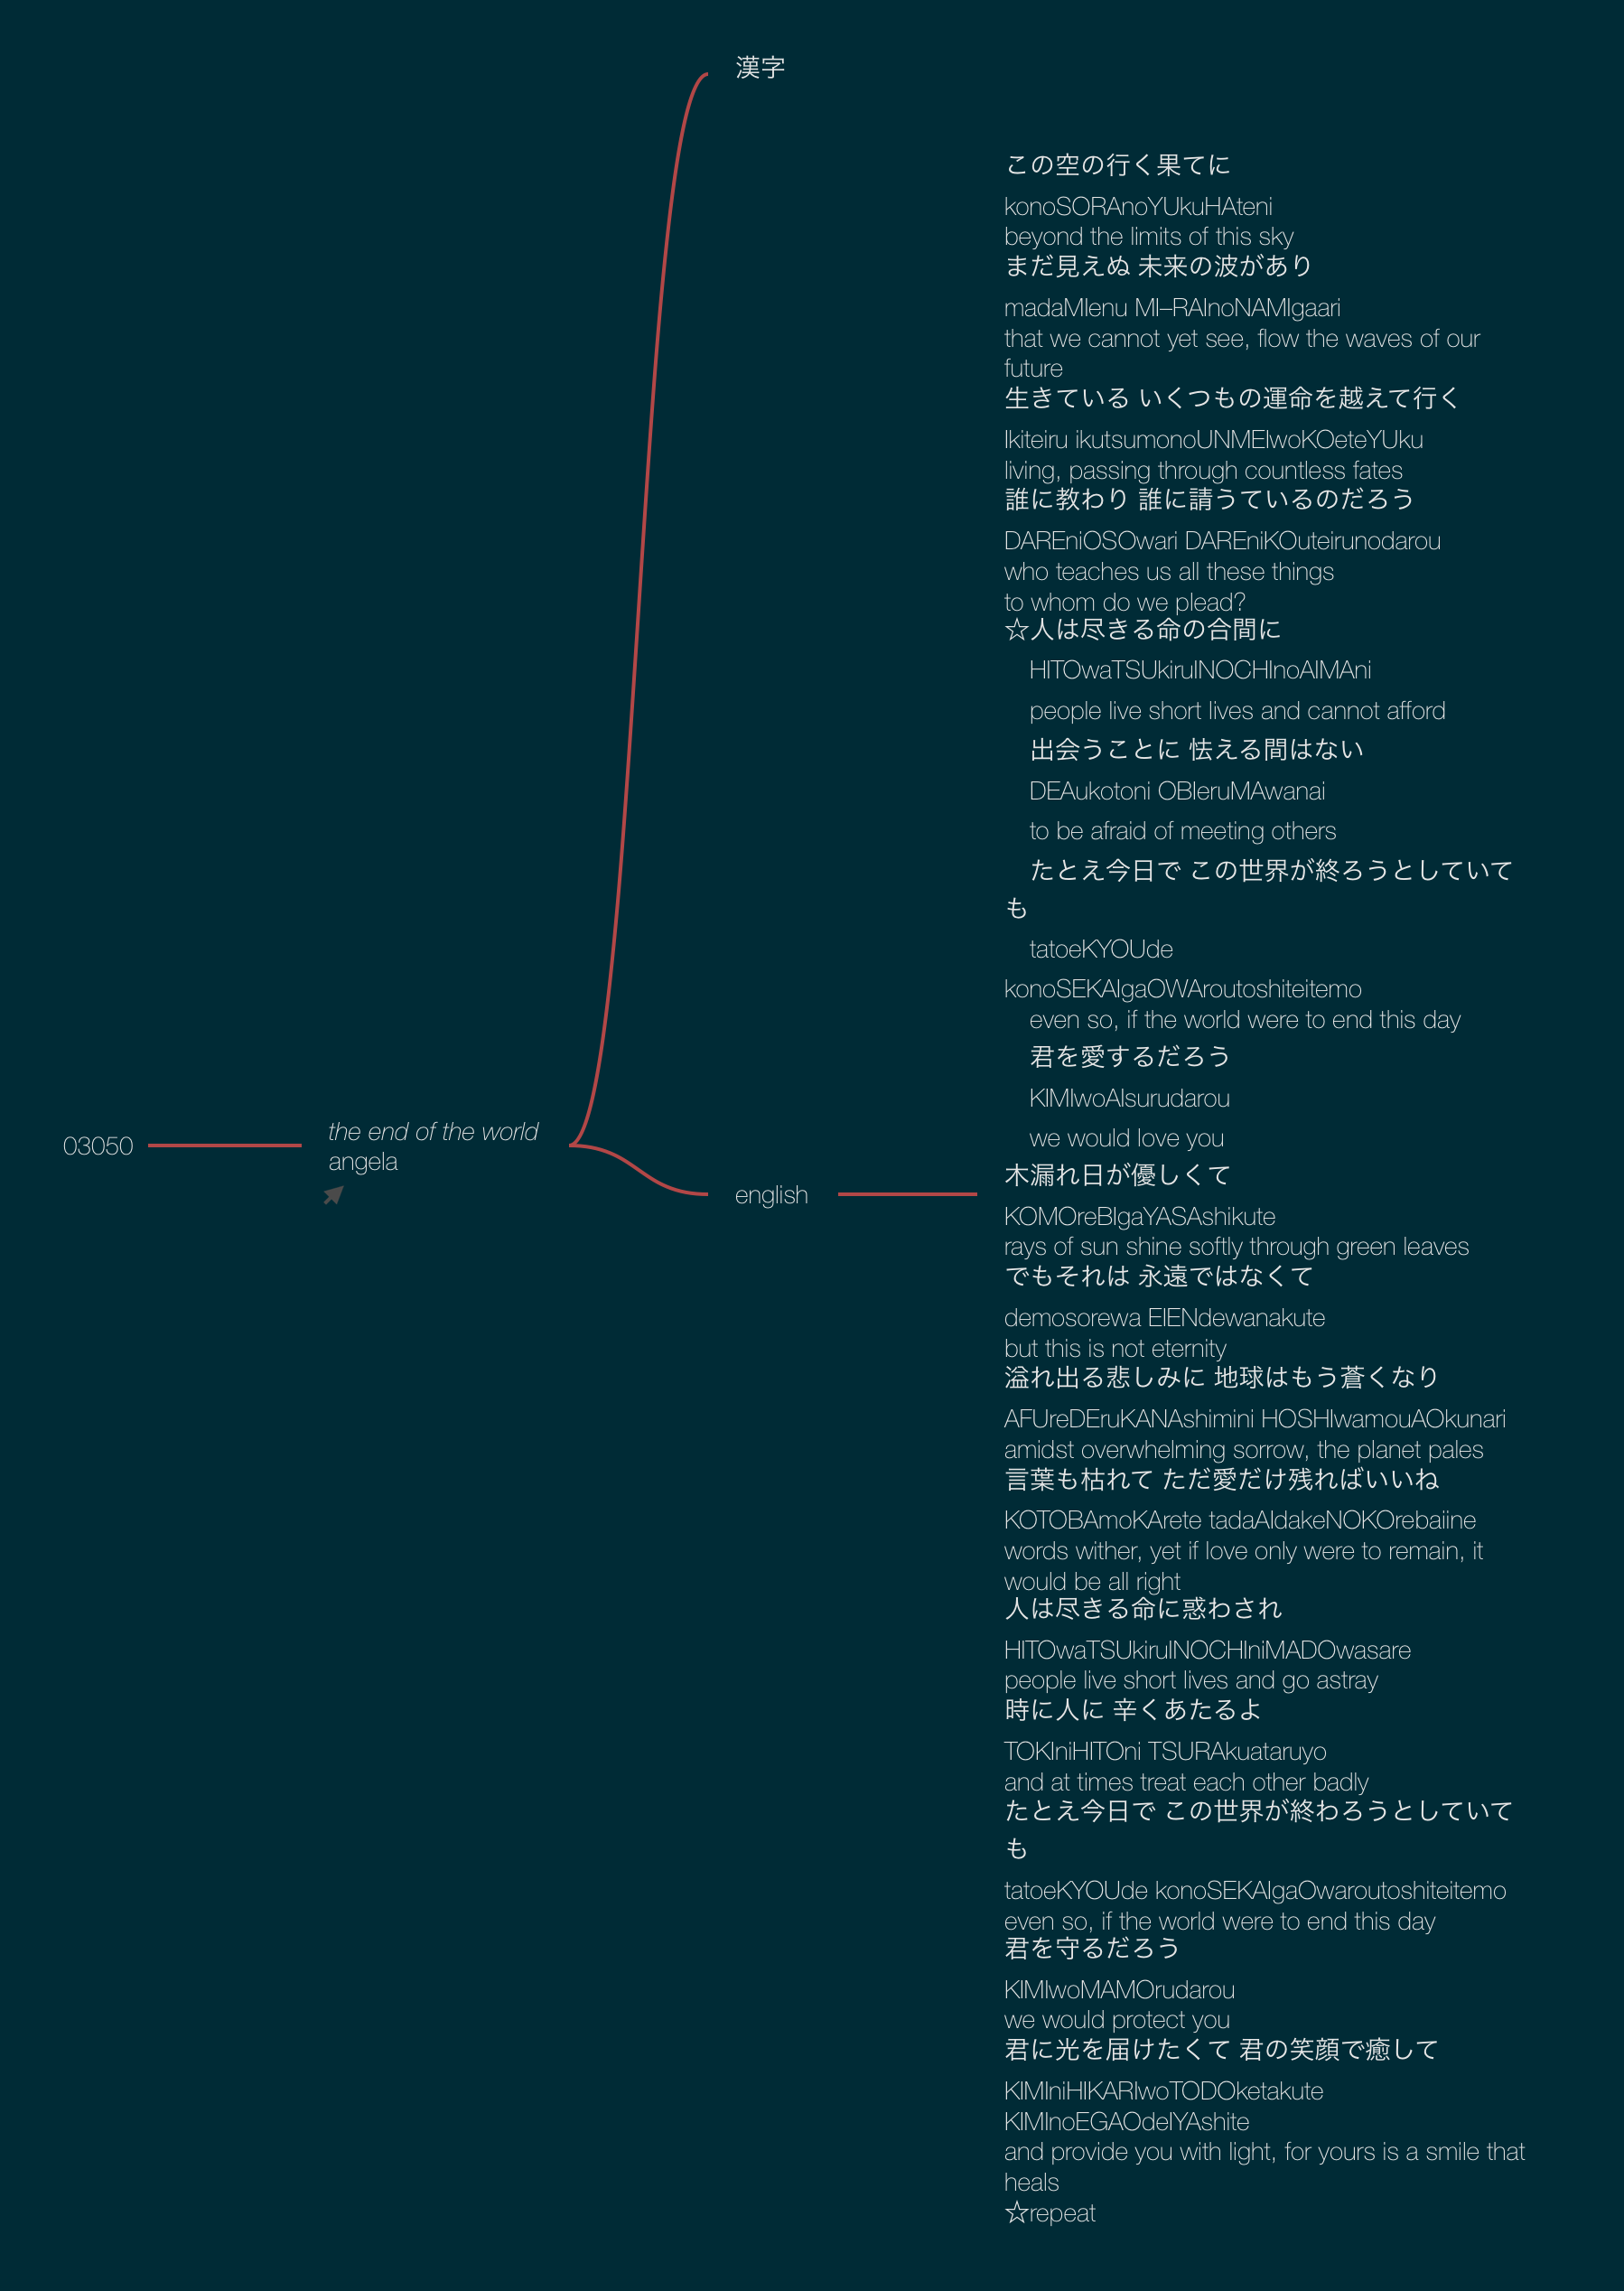 漢字
この空の行く果てに
konoSORAnoYUkuHAteni
beyond the limits of this sky
まだ見えぬ 未来の波があり
madaMIenu MI–RAInoNAMIgaari
that we cannot yet see, flow the waves of our
future
生きている いくつもの運命を越えて行く
Ikiteiru ikutsumonoUNMEIwoKOeteYUku
living, passing through countless fates
誰に教わり 誰に請うているのだろう
DAREniOSOwari DAREniKOuteirunodarou
who teaches us all these things
to whom do we plead?
☆人は尽きる命の合間に
HITOwaTSUkiruINOCHInoAIMAni
people live short lives and cannot afford
出会うことに 怯える間はない
DEAukotoni OBIeruMAwanai
to be afraid of meeting others
たとえ今日で この世界が終ろうとしていて
も
tatoeKYOUde
konoSEKAIgaOWAroutoshiteitemo
even so, if the world were to end this day
君を愛するだろう
KIMIwoAIsurudarou
we would love you
03050
the end of the world
angela
english
木漏れ日が優しくて
KOMOreBIgaYASAshikute
rays of sun shine softly through green leaves
でもそれは 永遠ではなくて
demosorewa EIENdewanakute
but this is not eternity
溢れ出る悲しみに 地球はもう蒼くなり
AFUreDEruKANAshimini HOSHIwamouAOkunari
amidst overwhelming sorrow, the planet pales
言葉も枯れて ただ愛だけ残ればいいね
KOTOBAmoKArete tadaAIdakeNOKOrebaiine
words wither, yet if love only were to remain, it
would be all right
人は尽きる命に惑わされ
HITOwaTSUkiruINOCHIniMADOwasare
people live short lives and go astray
時に人に 辛くあたるよ
TOKIniHITOni TSURAkuataruyo
and at times treat each other badly
たとえ今日で この世界が終わろうとしていて
も
tatoeKYOUde konoSEKAIgaOwaroutoshiteitemo
even so, if the world were to end this day
君を守るだろう
KIMIwoMAMOrudarou
we would protect you
君に光を届けたくて 君の笑顔で癒して
KIMIniHIKARIwoTODOketakute
KIMInoEGAOdeIYAshite
and provide you with light, for yours is a smile that
heals
☆repeat